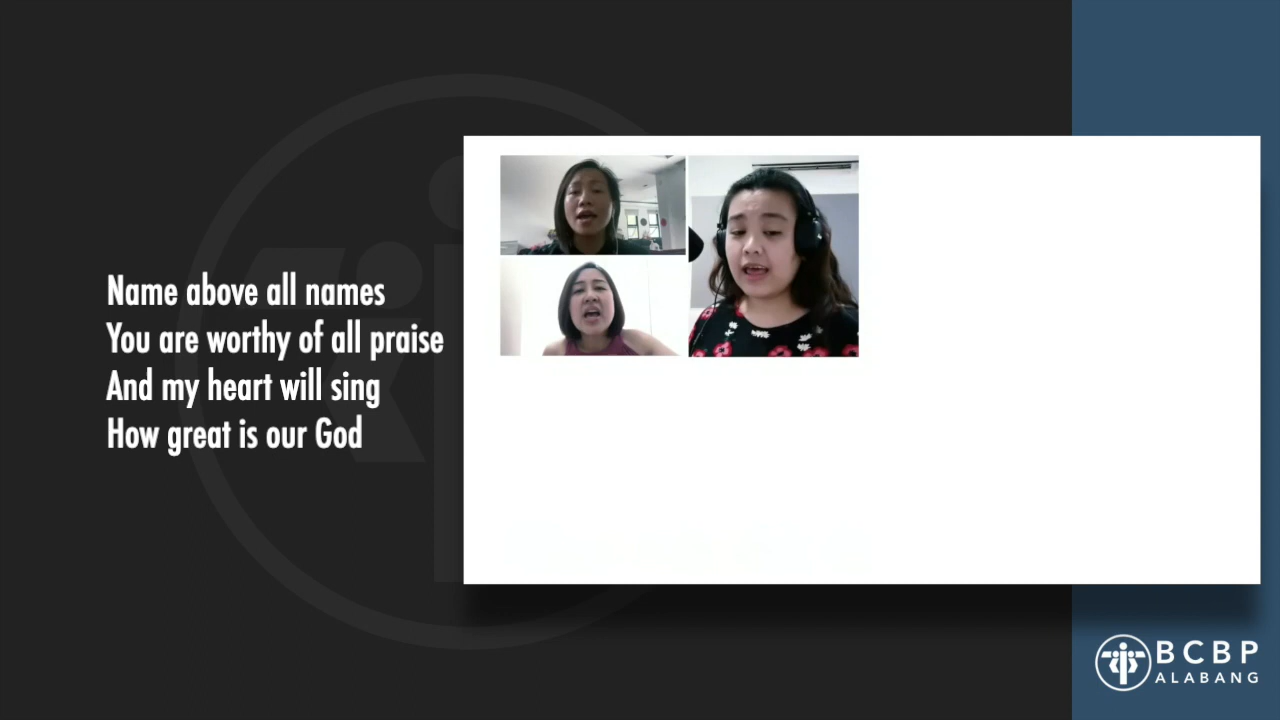 Name above all names
You are worthy of all praise
And my heart will sing
How great is our God
BCBP
ALABANG